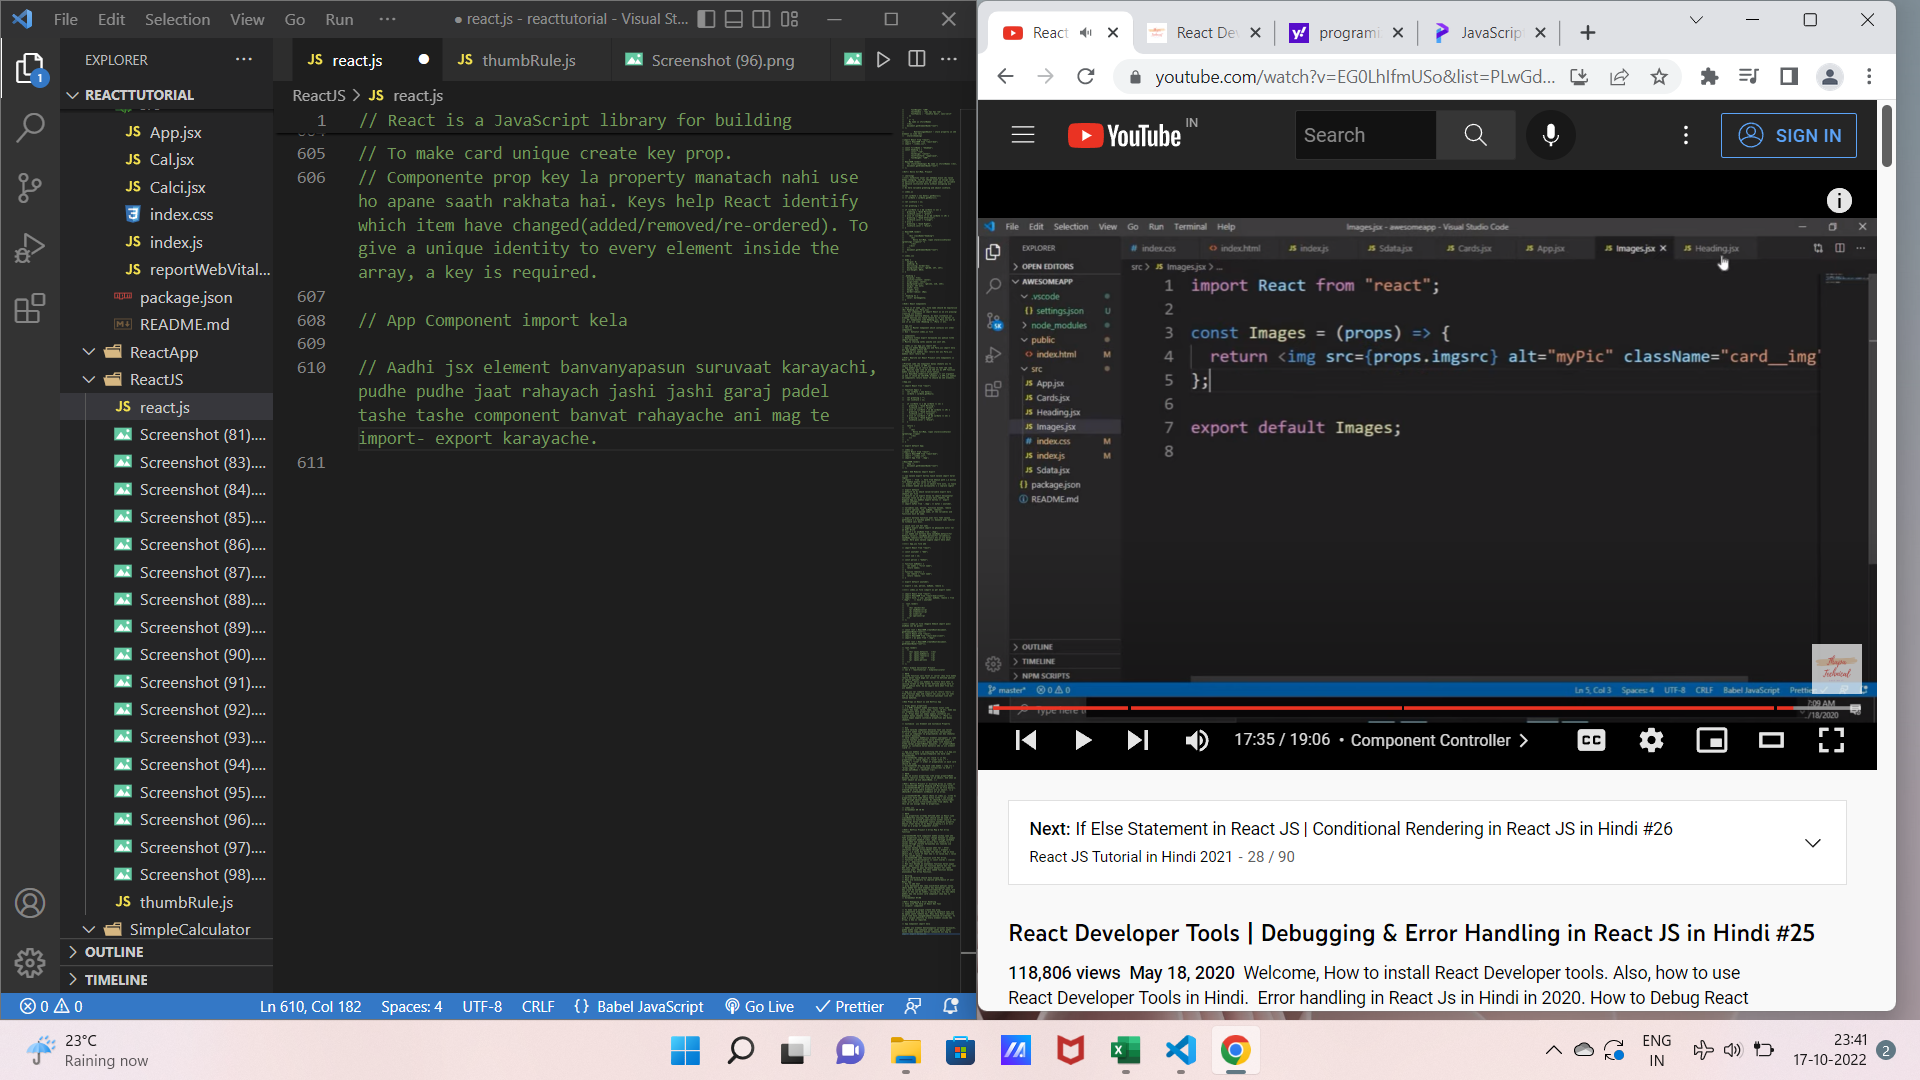 File Edit Selection View Go Run ··· ● react.js - reacttutorial - Visual St...
EXPLORER ···
REACTTUTORIAL
JS App.jsx
JS Cal.jsx
JS Calci.jsx
index.css
JS index.js
JS reportWebVital...
package.json
README.md
ReactApp
ReactJS
JS react.js
Screenshot (81)....
Screenshot (83)....
Screenshot (84)....
Screenshot (85)....
Screenshot (86)....
Screenshot (87)....
Screenshot (88)....
Screenshot (89)....
Screenshot (90)....
Screenshot (91)....
Screenshot (92)....
Screenshot (93)....
Screenshot (94)....
Screenshot (95)....
Screenshot (96)....
Screenshot (97)....
Screenshot (98)....
JS thumbRule.js
SimpleCalculator
OUTLINE
TIMELINE
JS react.js ● JS thumbRule.js Screenshot (96).png
ReactJS > JS react.js
1 // React is a JavaScript library for building
605 // To make card unique create key prop.
606 // Componente prop key la property manatach nahi use
ho apane saath rakhata hai. Keys help React identify
which item have changed(added/removed/re-ordered). To
give a unique identity to every element inside the
array, a key is required.
607
608 // App Component import kela
609
610 // Aadhi jsx element banvanyapasun suruvaat karayachi,
pudhe pudhe jaat rahayach jashi jashi garaj padel
tashe tashe component banvat rahayache ani mag te
import- export karayache.
611
0 0 Ln 610, Col 182 Spaces: 4 UTF-8 CRLF {} Babel JavaScript Go Live Prettier
React React De programi JavaScrip
youtube.com/watch?v=EG0LhIfmUSo&list=PLwGd...
YouTube IN Search SIGN IN
File Edit Selection View Go Run Terminal Help Images.jsx - awesomeapp - Visual Studio Code
EXPLORER
OPEN EDITORS
AWESOMEAPP
.vscode
settings.json U
node_modules
public
index.html M
src
App.jsx
Cards.jsx
Heading.jsx
Images.jsx
index.css M
index.js M
Sdata.jsx
package.json
README.md
OUTLINE
TIMELINE
NPM SCRIPTS
index.css index.html index.js Sdata.jsx Cards.jsx App.jsx Images.jsx Heading.jsx
src > JS Images.jsx > ...
1 import React from "react";
2
3 const Images = (props) => {
4 return <img src={props.imgsrc} alt="myPic" className="card__img"
5 };
6
7 export default Images;
8
Thapa
Technical
master* 0 0 Ln 5, Col 3 Spaces: 4 UTF-8 CRLF Babel JavaScript
17:35 / 19:06 • Component Controller CC
Next: If Else Statement in React JS | Conditional Rendering in React JS in Hindi #26
React JS Tutorial in Hindi 2021 - 28 / 90
React Developer Tools | Debugging & Error Handling in React JS in Hindi #25
118,806 views May 18, 2020 Welcome, How to install React Developer tools. Also, how to use
React Developer Tools in Hindi. Error handling in React Js in Hindi in 2020. How to Debug React
23°C
Raining now
ENG
IN
23:41
17-10-2022
2